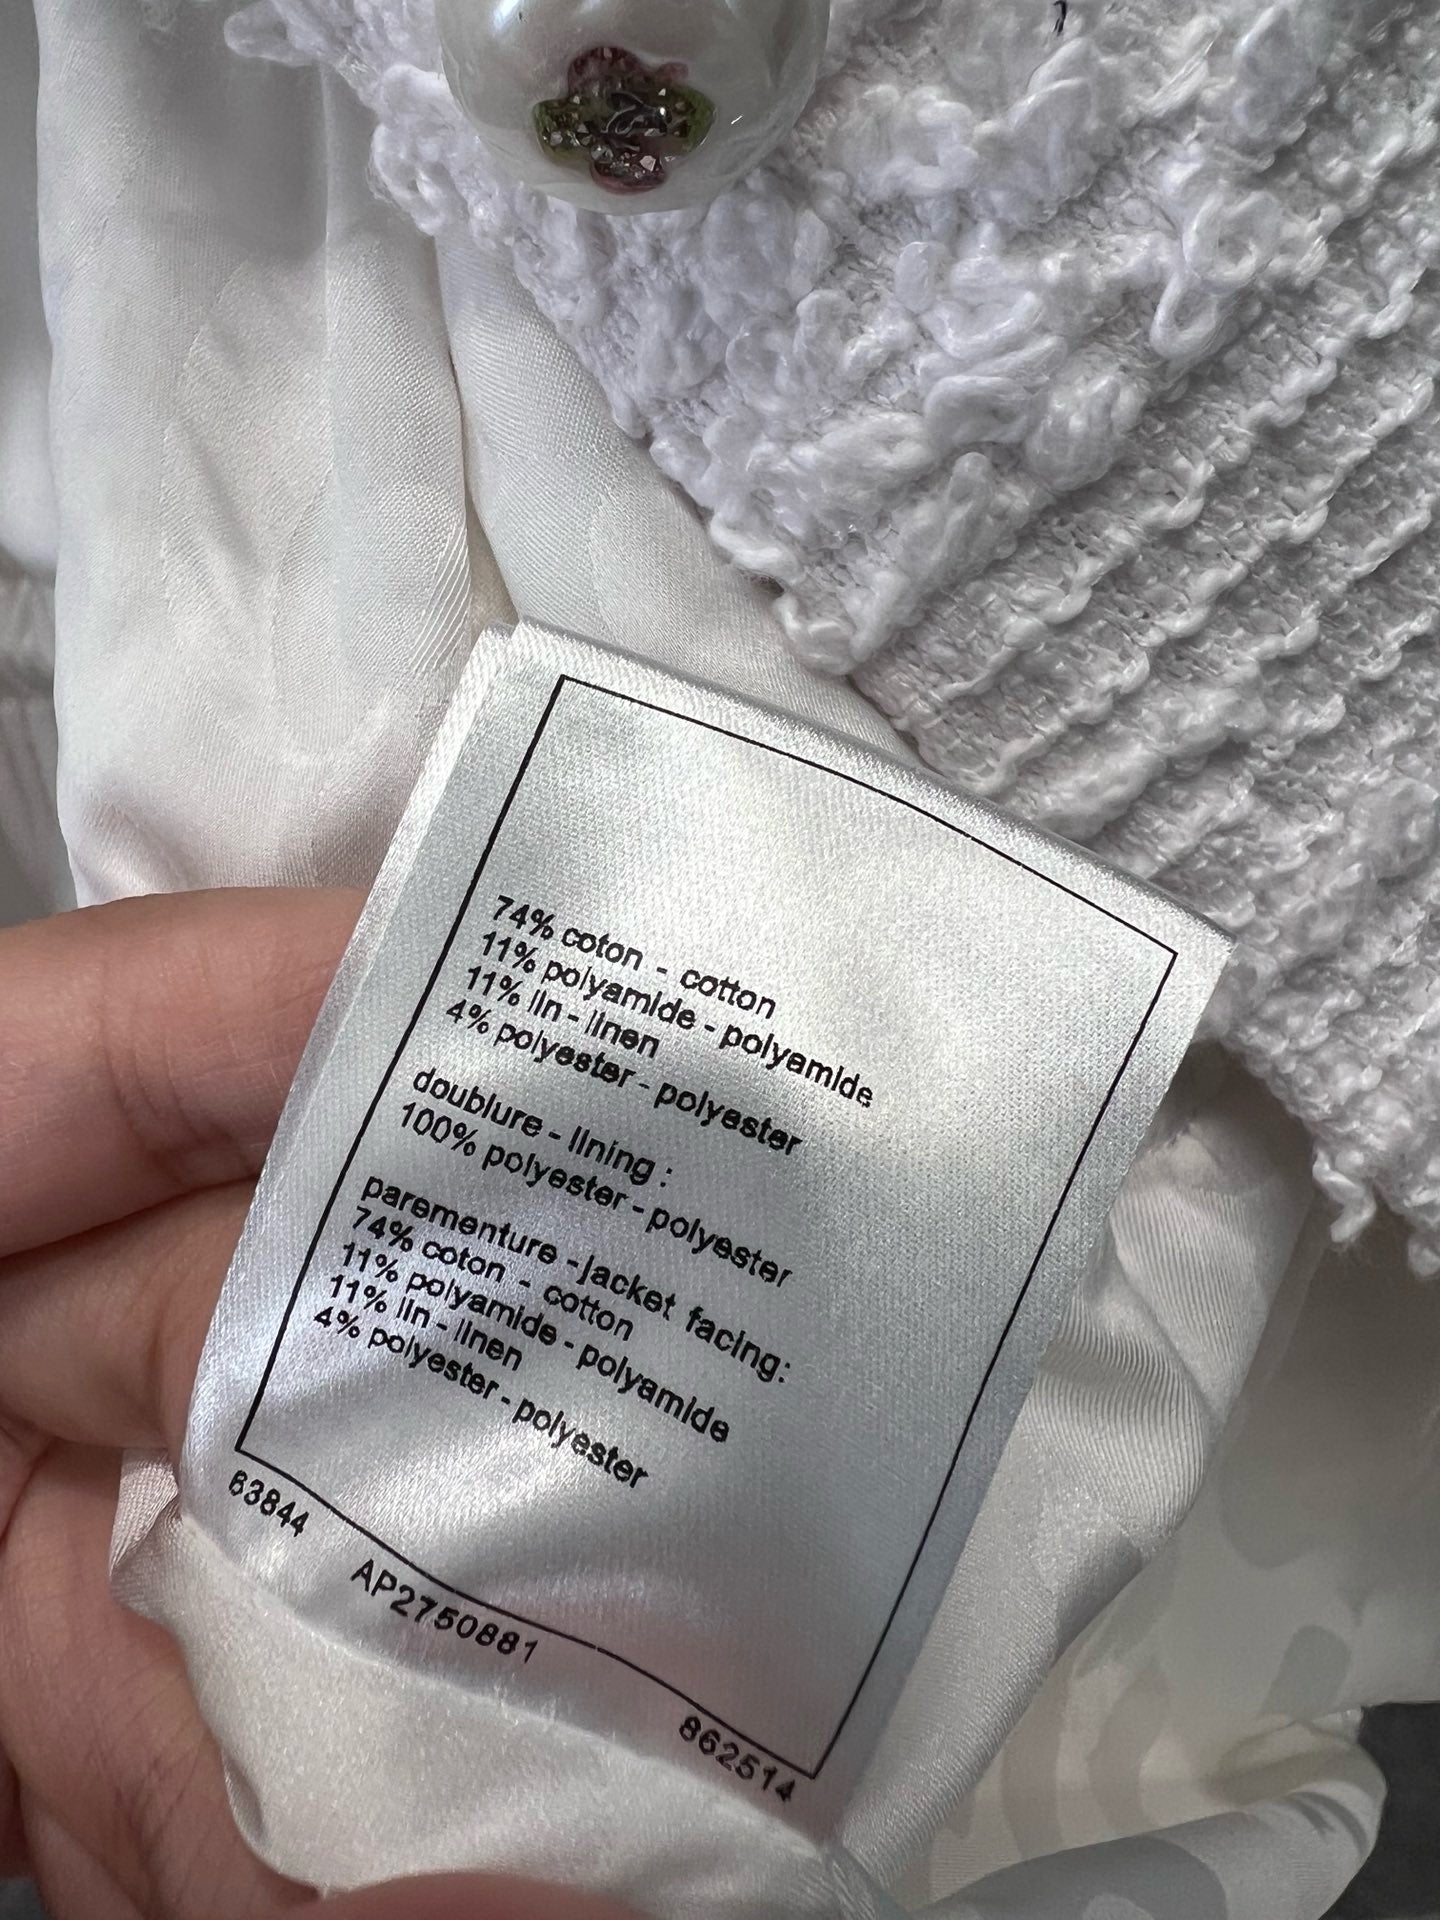 74% coton - cotton
11% polyamide - polyamide
11% lin - linen
4% polyester - polyester
doublure - lining :
100% polyester - polyester
parementure - jacket facing:
74% coton - cotton
11% polyamide - polyamide
11% lin - linen
4% polyester - polyester
63844 AP2750881 862514